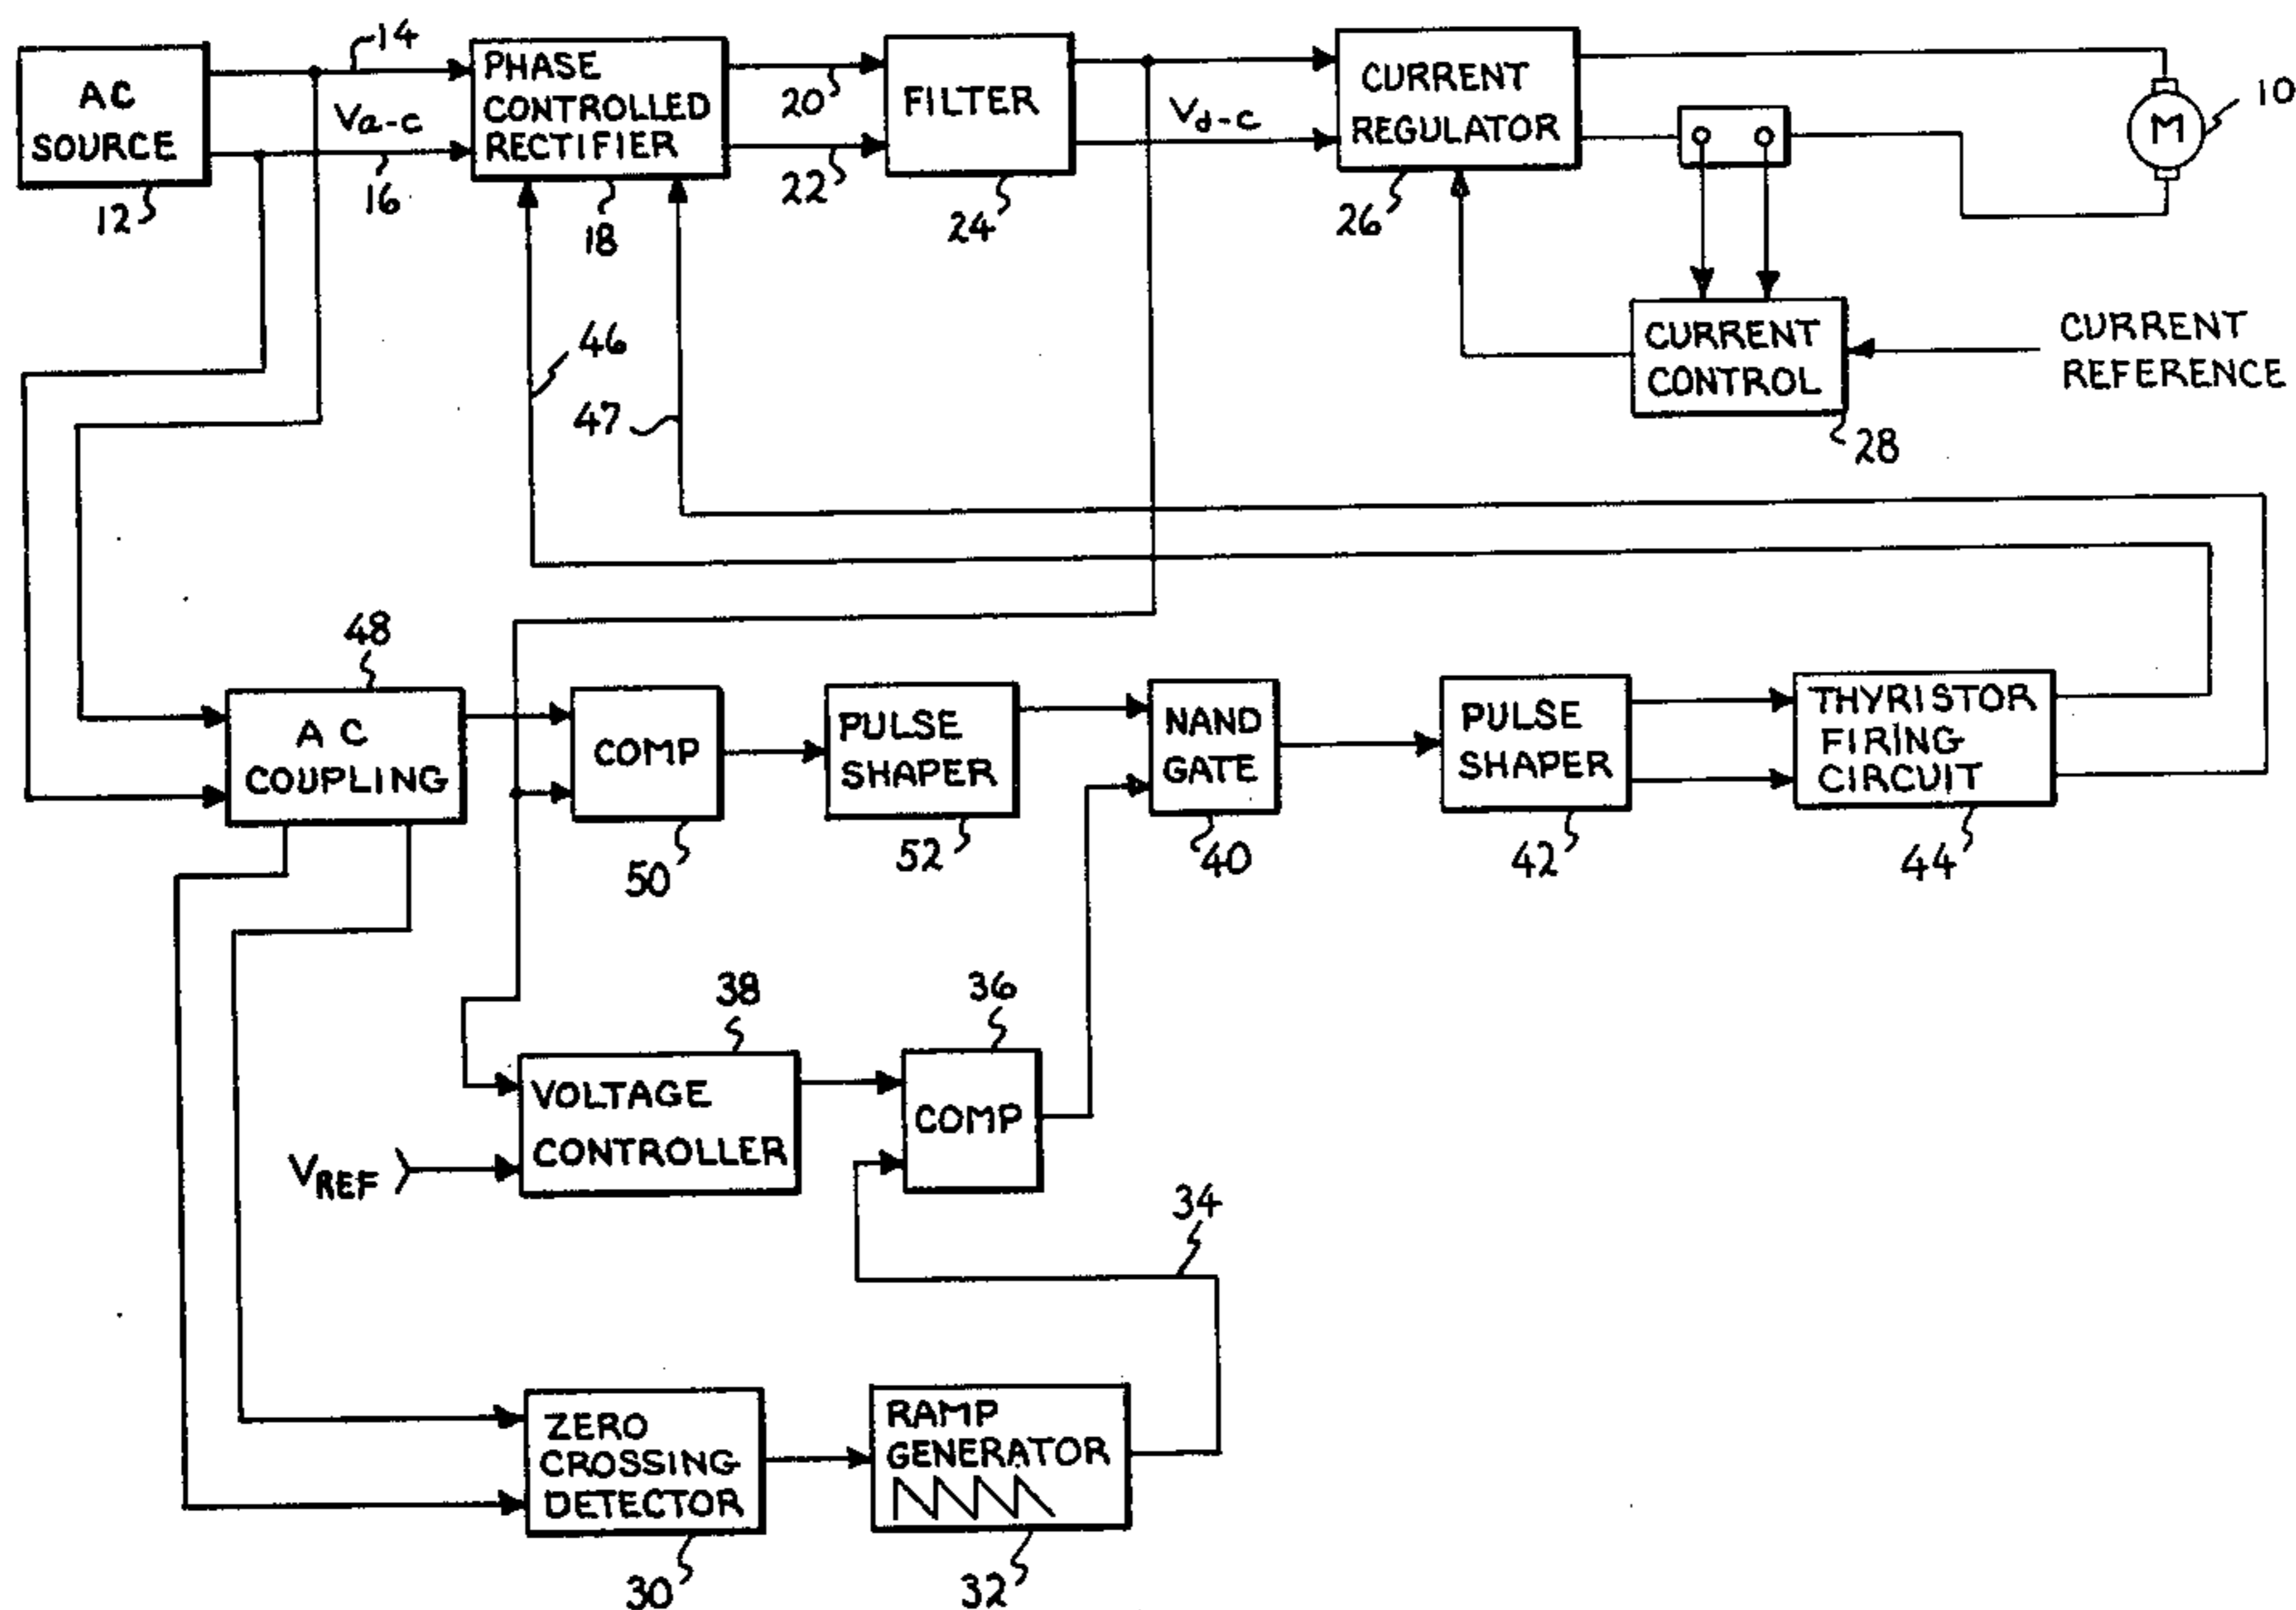 14
AC
SOURCE
12
Va-c
16
PHASE
CONTROLLED
RECTIFIER
18
20
22
FILTER
24
Vd-c
CURRENT
REGULATOR
26
M
10
CURRENT
CONTROL
28
CURRENT
REFERENCE
46
47
48
AC
COUPLING
COMP
50
PULSE
SHAPER
52
NAND
GATE
40
PULSE
SHAPER
42
THYRISTOR
FIRING
CIRCUIT
44
38
VOLTAGE
CONTROLLER
VREF
36
COMP
34
ZERO
CROSSING
DETECTOR
30
RAMP
GENERATOR
32